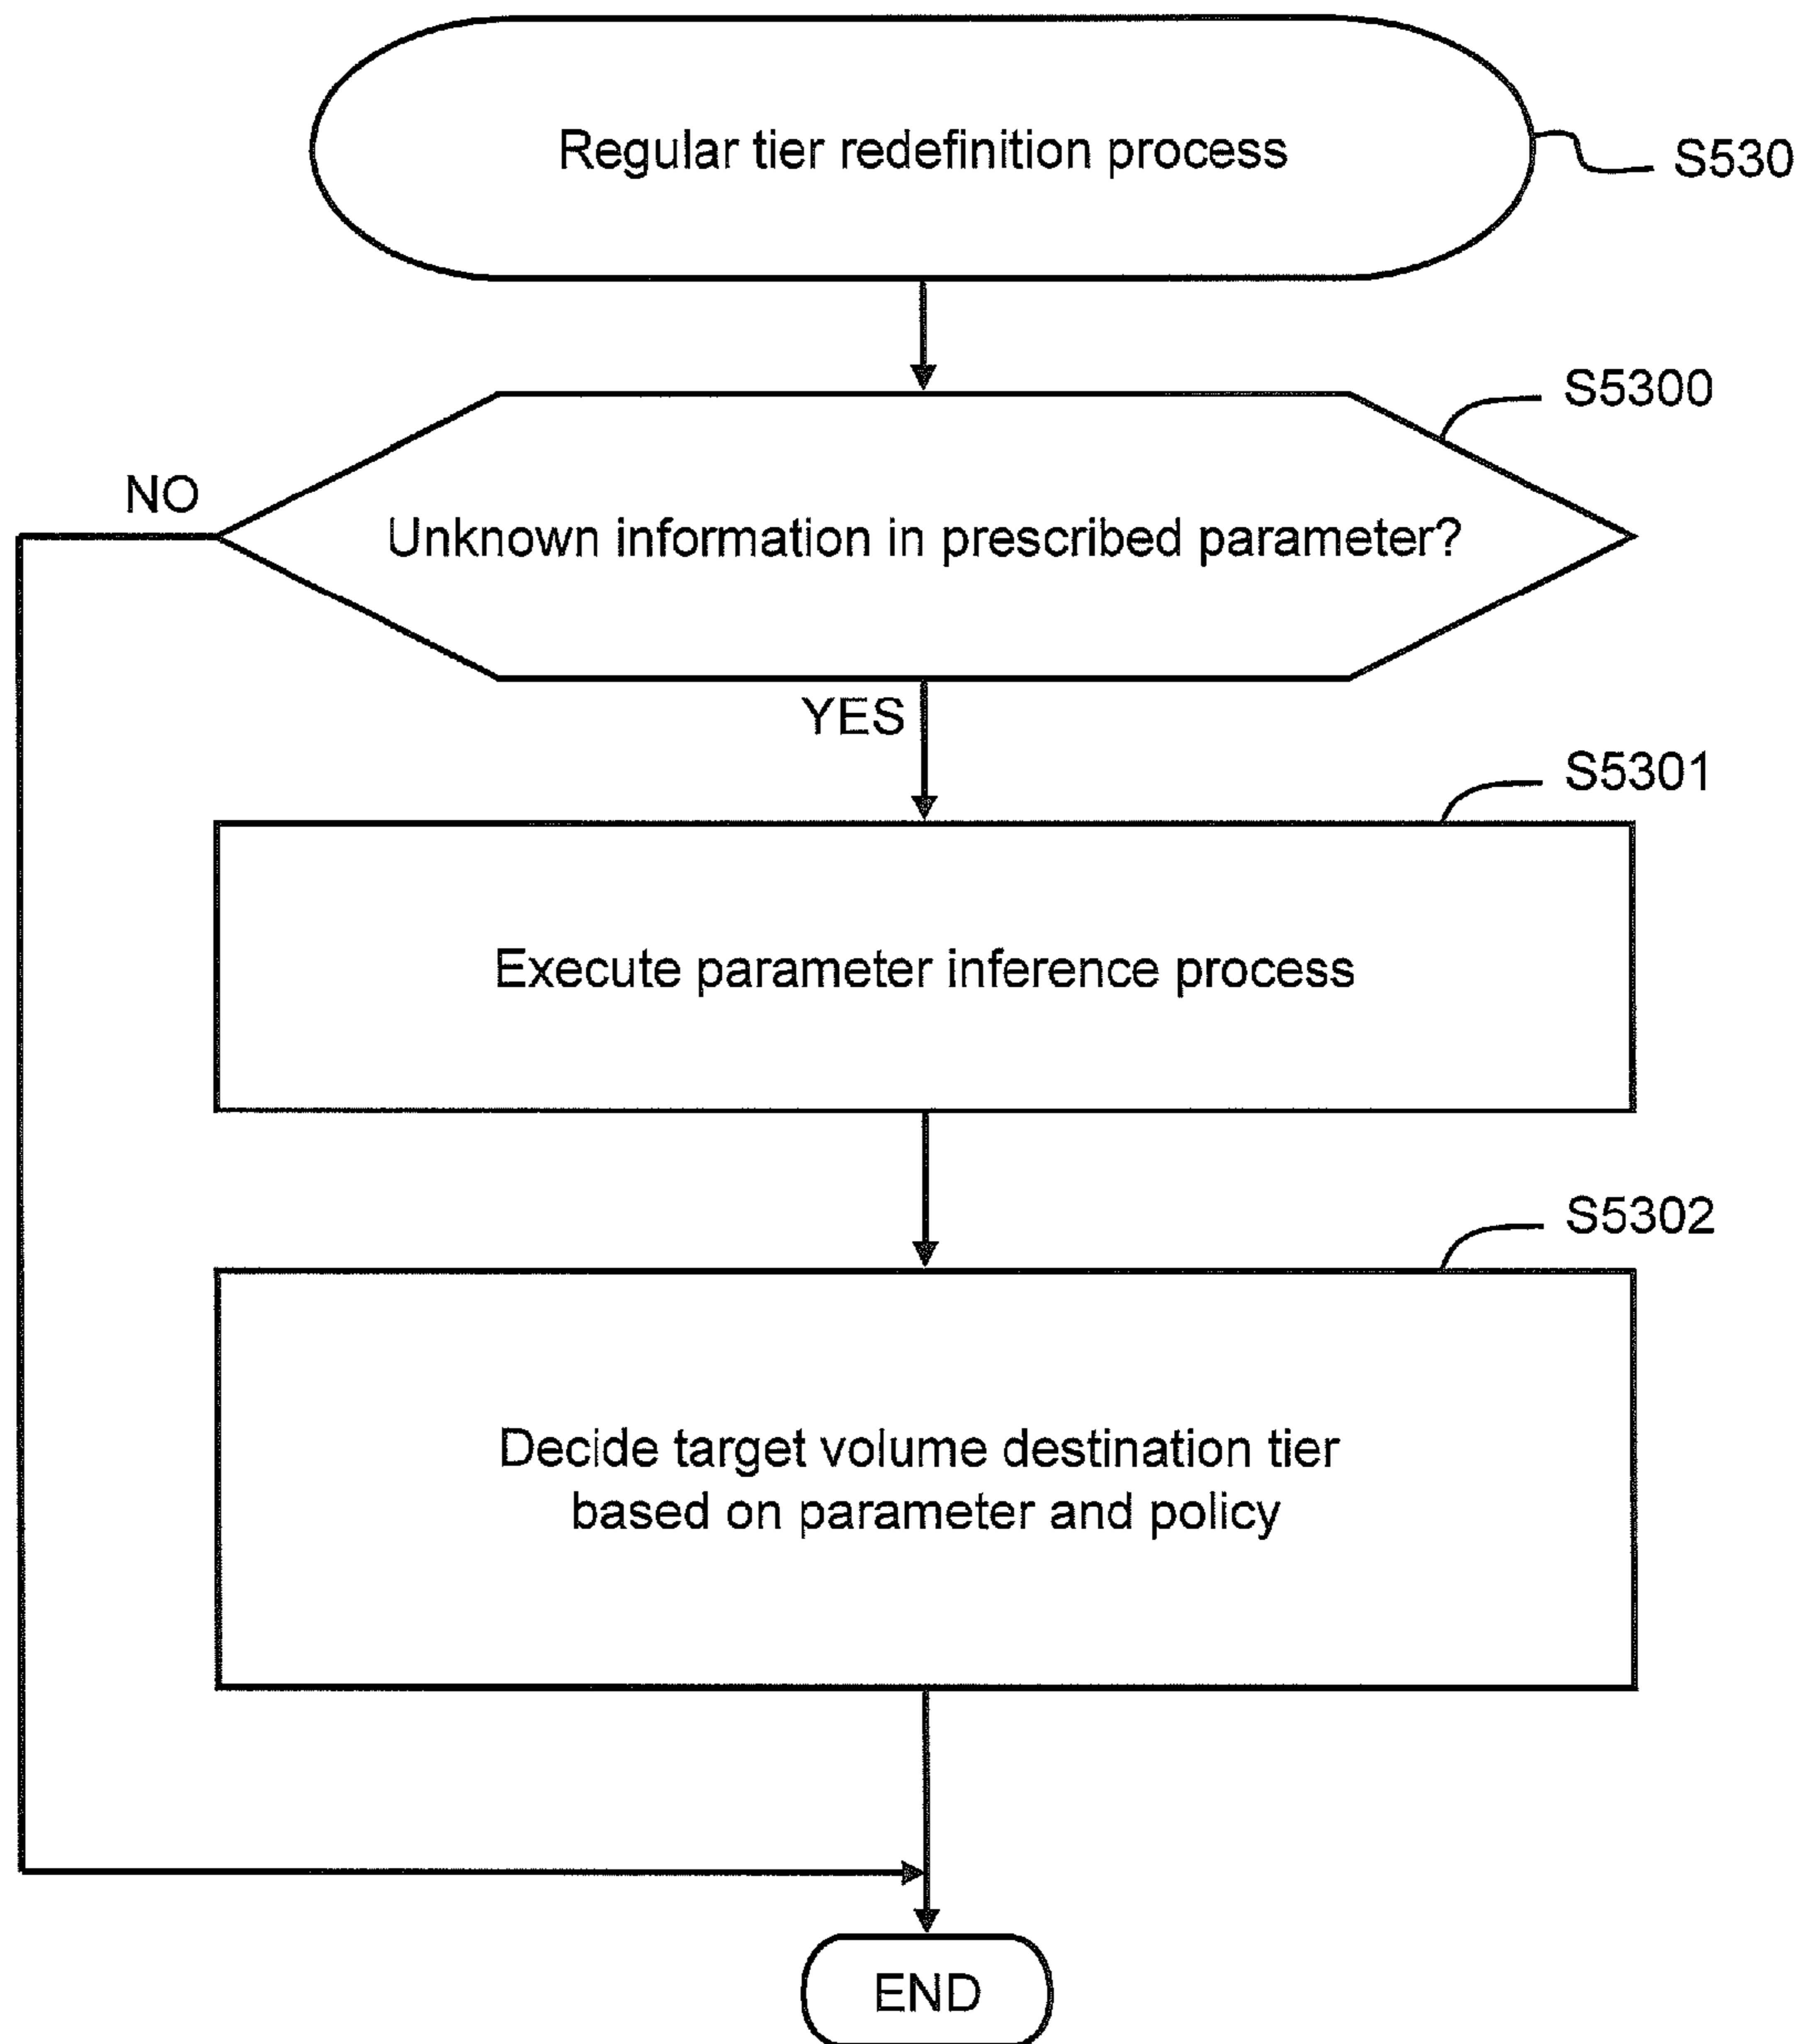 Regular tier redefinition process
S530
S5300
NO
Unknown information in prescribed parameter?
YES
S5301
Execute parameter inference process
S5302
Decide target volume destination tier
based on parameter and policy
END